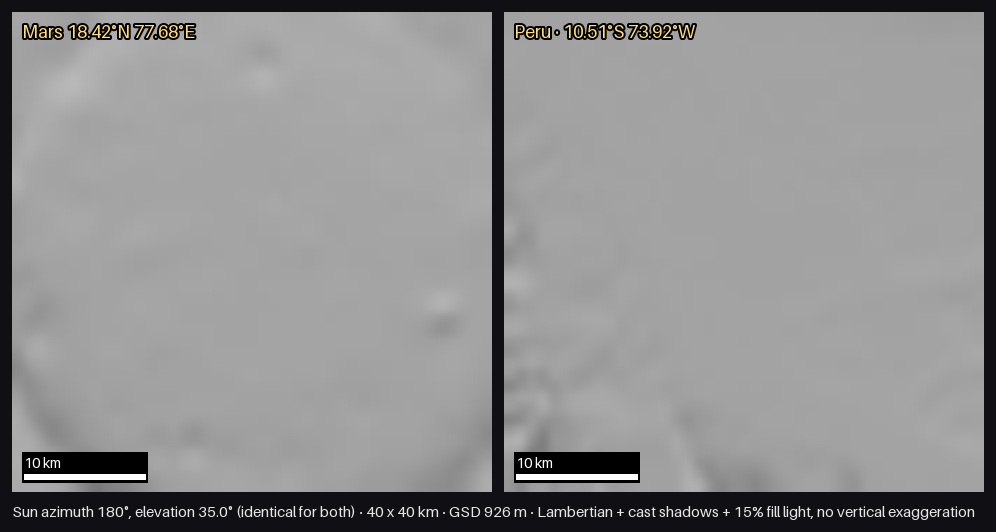 Mars 18.42°N 77.68°E
Peru · 10.51°S 73.92°W
10 km
10 km
Sun azimuth 180°, elevation 35.0° (identical for both) · 40 x 40 km · GSD 926 m · Lambertian + cast shadows + 15% fill light, no vertical exaggeration